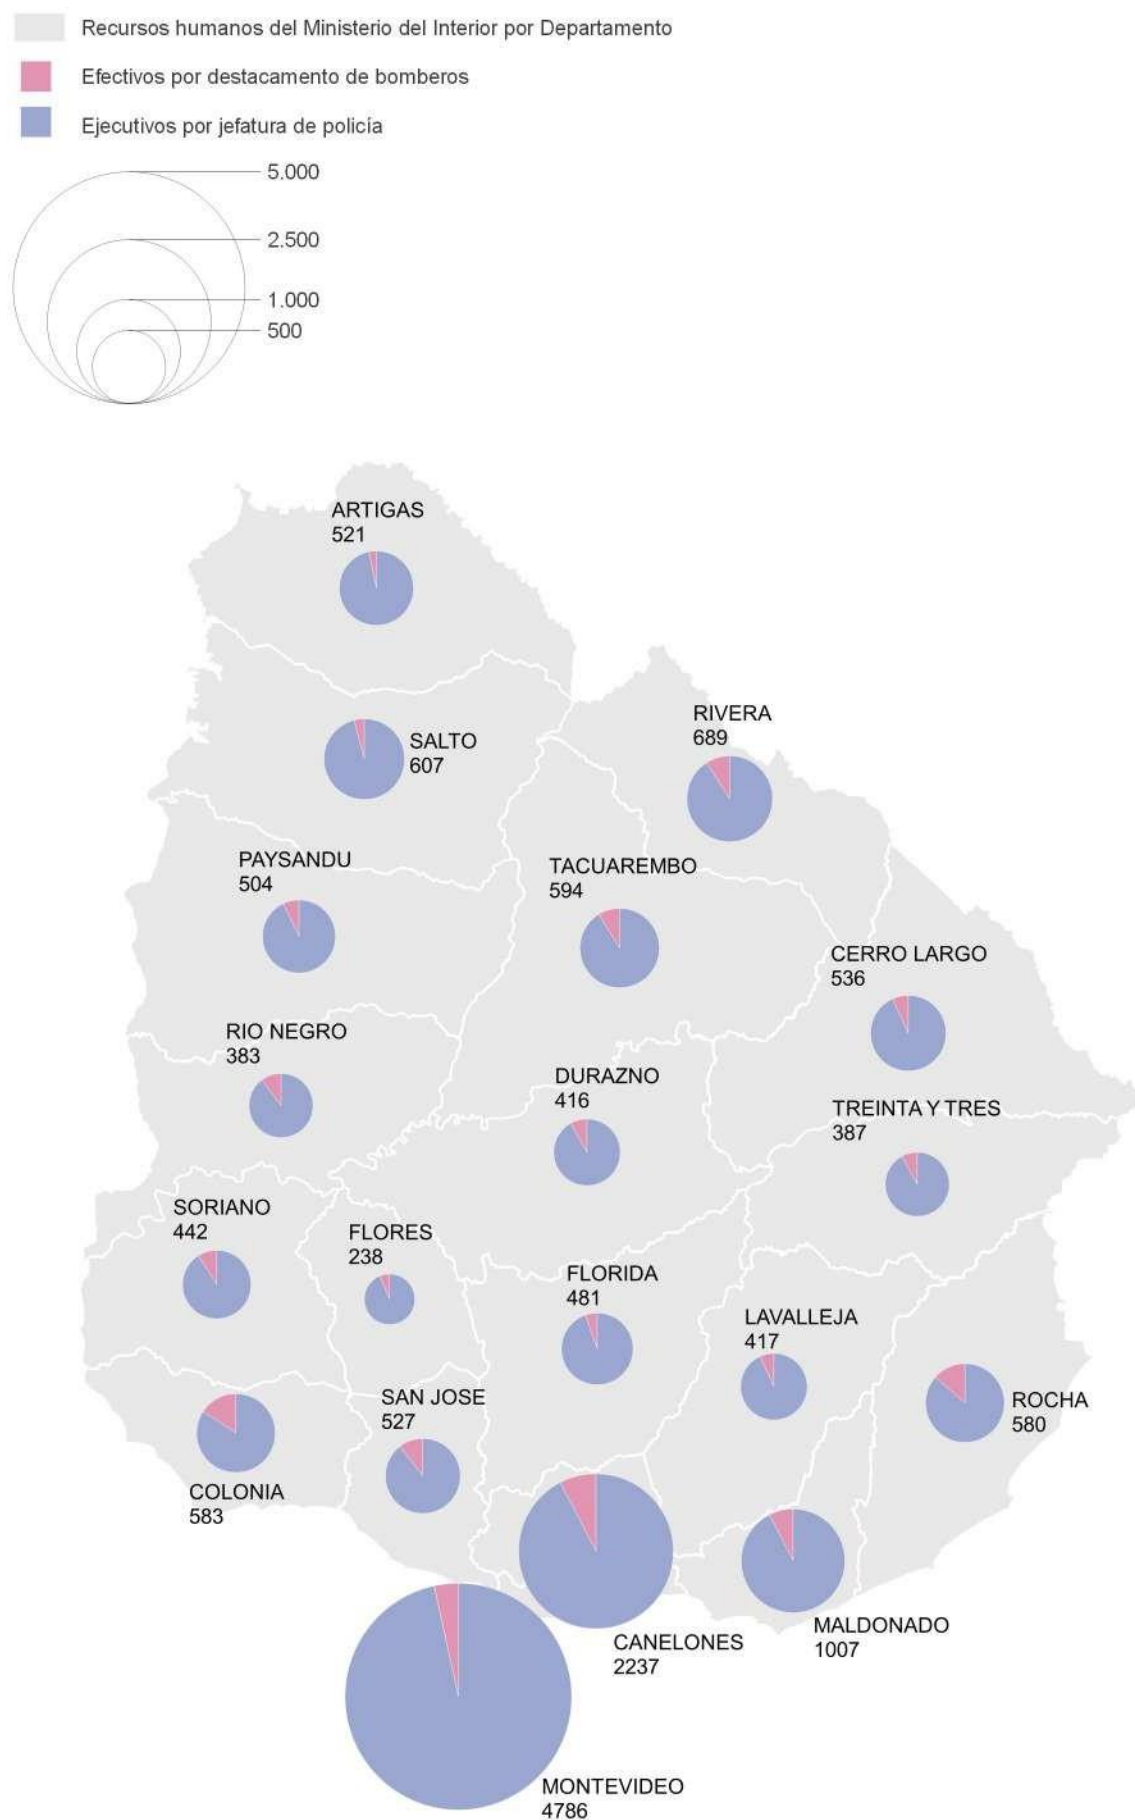 Recursos humanos del Ministerio del Interior por Departamento
Efectivos por destacamento de bomberos
Ejecutivos por jefatura de policía
5.000
2.500
1.000
500
ARTIGAS
521
RIVERA
689
SALTO
607
PAYSANDU
504
TACUAREMBO
594
CERRO LARGO
536
RIO NEGRO
383
DURAZNO
416
TREINTA Y TRES
387
SORIANO
442
FLORES
238
FLORIDA
481
LAVALLEJA
417
SAN JOSE
527
ROCHA
580
COLONIA
583
MALDONADO
1007
CANELONES
2237
MONTEVIDEO
4786